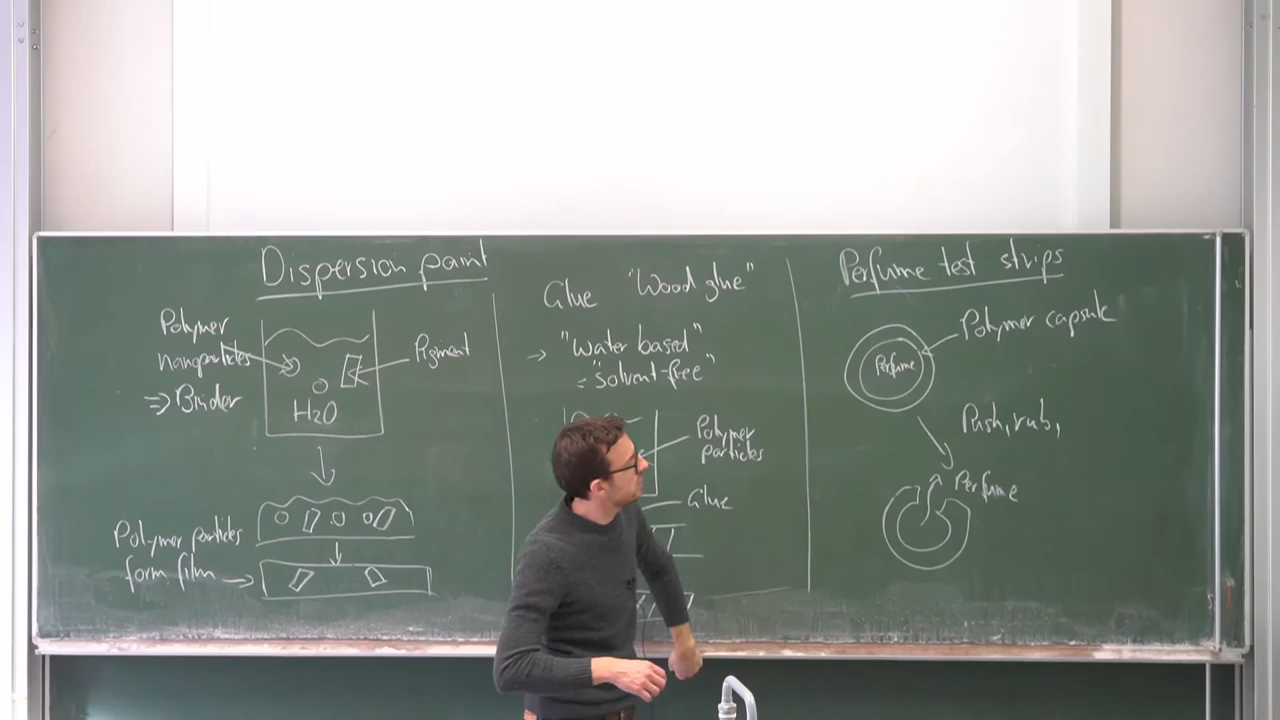 Dispersion paint
Polymer
nanoparticles
=> Binder
Pigment
H2O
Polymer particles
form film →
Glue "Wood glue"
→ "Water based"
= "Solvent-free"
Polymer
particles
Glue
Perfume test strips
Polymer capsule
Perfume
Push, rub,
Perfume